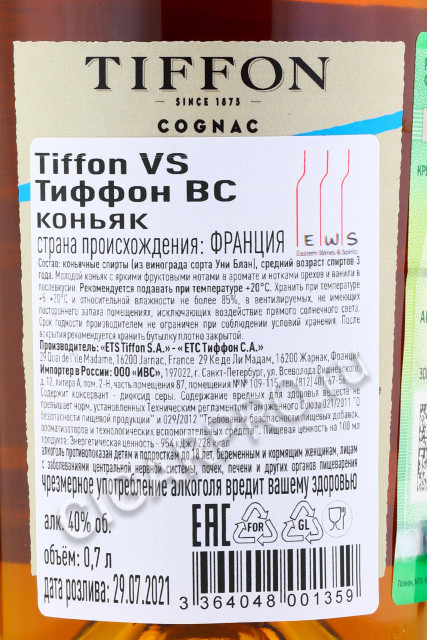 TIFFON
SINCE 1875
COGNAC
Tiffon VS
Тиффон ВС
коньяк
страна происхождения: ФРАНЦИЯ
EWS
Eastern Wines & Spirits
Состав: коньячные спирты (из винограда сорта Уни Блан), средний возраст спиртов 3
года. Молодой коньяк с яркими фруктовыми нотами в аромате и нотками орехов и ванили в
послевкусии. Рекомендуется подавать при температуре +20°С. Хранить при температуре
+5 +20°С и относительной влажности не более 85%, в вентилируемых, не имеющих
постороннего запаха помещениях, исключающих воздействие прямого солнечного света.
Срок годности производителем не ограничен при соблюдении условий хранения. После
вскрытия рекомендуется хранить бутылку плотно закрытой.
Производитель: «ETS Tiffon S.A.» - «ЕТС Тиффон С.А.»
29 Quai de l'Ile Madame, 16200 Jarnac, France 29 Ке де Ли Мадам, 16200 Жарнак, Франция
Импортер в России: ООО «ИВС», 197022, г. Санкт-Петербург, ул. Всеволода Вишневского,
д.12, литера А, пом. 2-Н, часть помещения 87, помещения №№ 109-115, тел. (812) 401
Содержит консервант - диоксид серы. Содержание вредных для здоровья веществ не
превышает норм, установленных Техническим регламентом Таможенного Союза 021/2011 "О
безопасности пищевой продукции" и 029/2012 "Требования безопасности пищевых добавок,
ароматизаторов и технологических вспомогательных средств". Пищевая ценность на 100 мл
продукта: Энергетическая ценность - 954 кДж / 228
алкоголь противопоказан детям и подросткам до 18 лет, беременным и кормящим женщинам, лицам
с заболеваниями центральной нервной системы, почек, печени и других органов пищеварения
чрезмерное употребление алкоголя вредит вашему здоровью
алк. 40% об.
объём: 0,7 л
дата розлива: 29.07.2021
EAC
FOR
GL
3 364048 001359